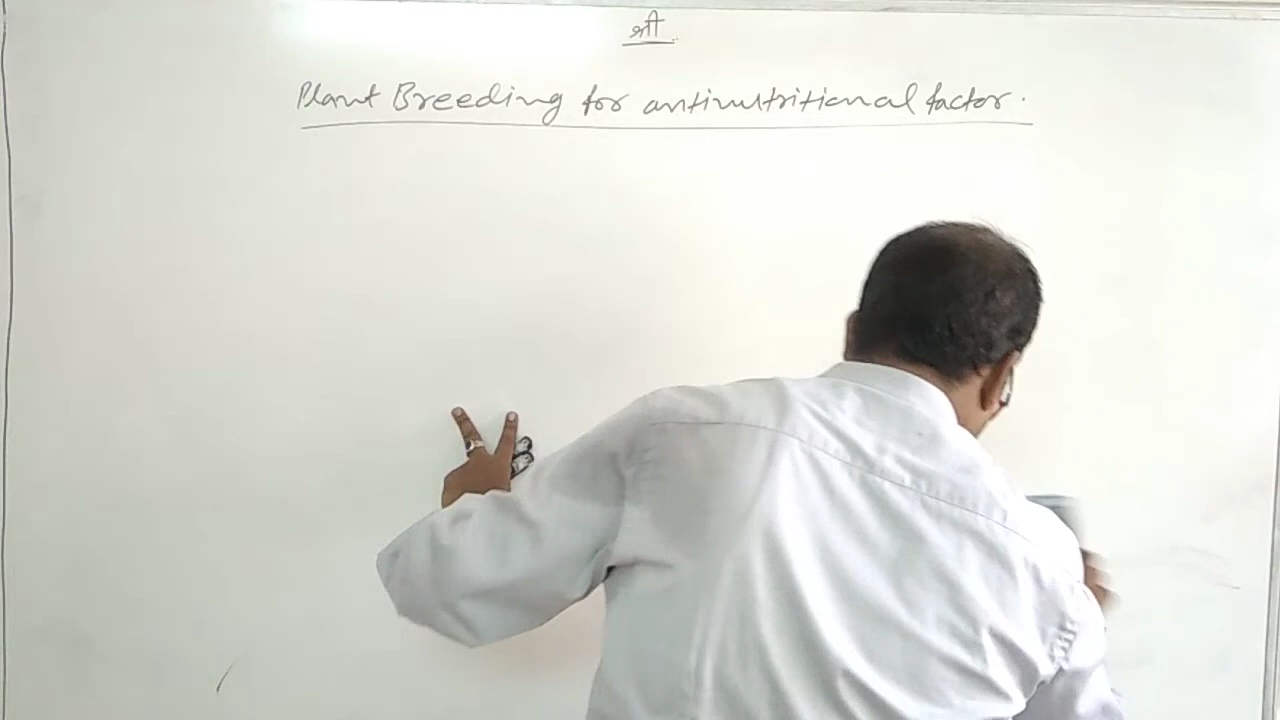 श्री
Plant Breeding for antinutritional factor.